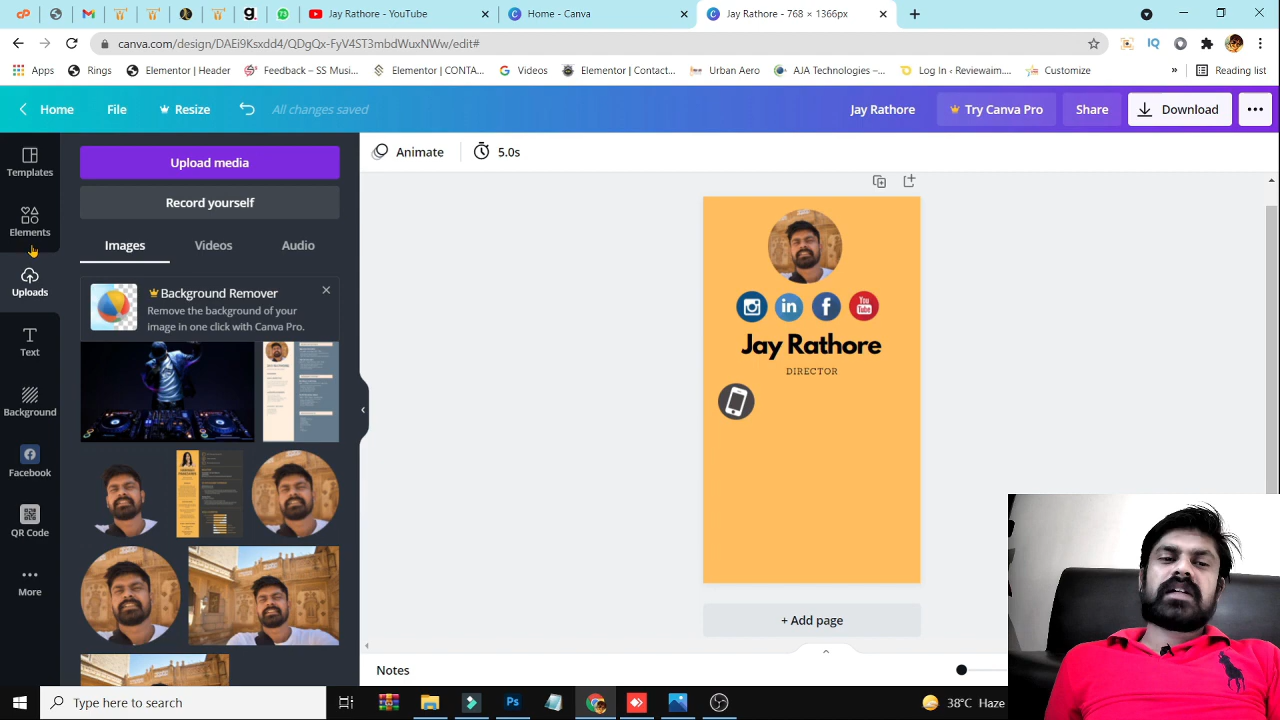 Jay Rathore - YouTube
Home - Canva
Jay Rathore - 768 × 1366px
canva.com/design/DAEi9Ksxdd4/QDgQx-FyV4ST3mbdWuxNWw/edit#
Apps
Rings
Elementor | Header
Feedback – SS Musi...
Elementor | CONTA...
Videos
Elementor | Contact...
Urban Aero
AJA Technologies –...
Log In ‹ Reviewaim....
Customize
»
Reading list
Home
File
Resize
All changes saved
Jay Rathore
Try Canva Pro
Share
Download
Templates
Elements
Uploads
Text
Background
Facebook
QR Code
More
Upload media
Record yourself
Images
Videos
Audio
Background Remover
Remove the background of your
image in one click with Canva Pro.
Animate
5.0s
in
f
You
Tube
Jay Rathore
DIRECTOR
+ Add page
Notes
Type here to search
Ps
38°C Haze